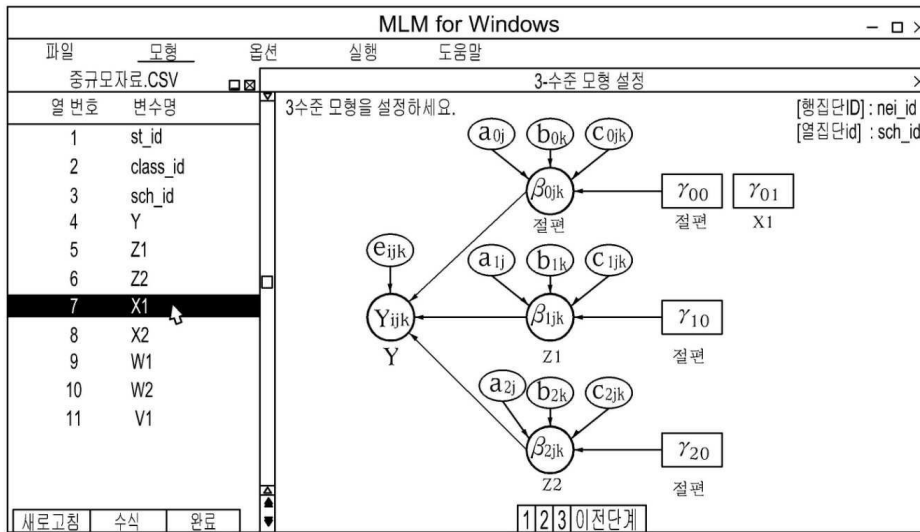 MLM for Windows
파일 모형 옵션 실행 도움말
중규모자료.CSV
열 번호 변수명
1 st_id
2 class_id
3 sch_id
4 Y
5 Z1
6 Z2
7 X1
8 X2
9 W1
10 W2
11 V1
새로고침 수식 완료
3-수준 모형 설정
3수준 모형을 설정하세요.
[행집단ID] : nei_id
[열집단id] : sch_id
a0j b0k c0jk
β0jk γ00 γ01
절편 절편 X1
eijk
a1j b1k c1jk
Yijk β1jk γ10
Y Z1 절편
a2j b2k c2jk
β2jk γ20
Z2 절편
1 2 3 이전단계